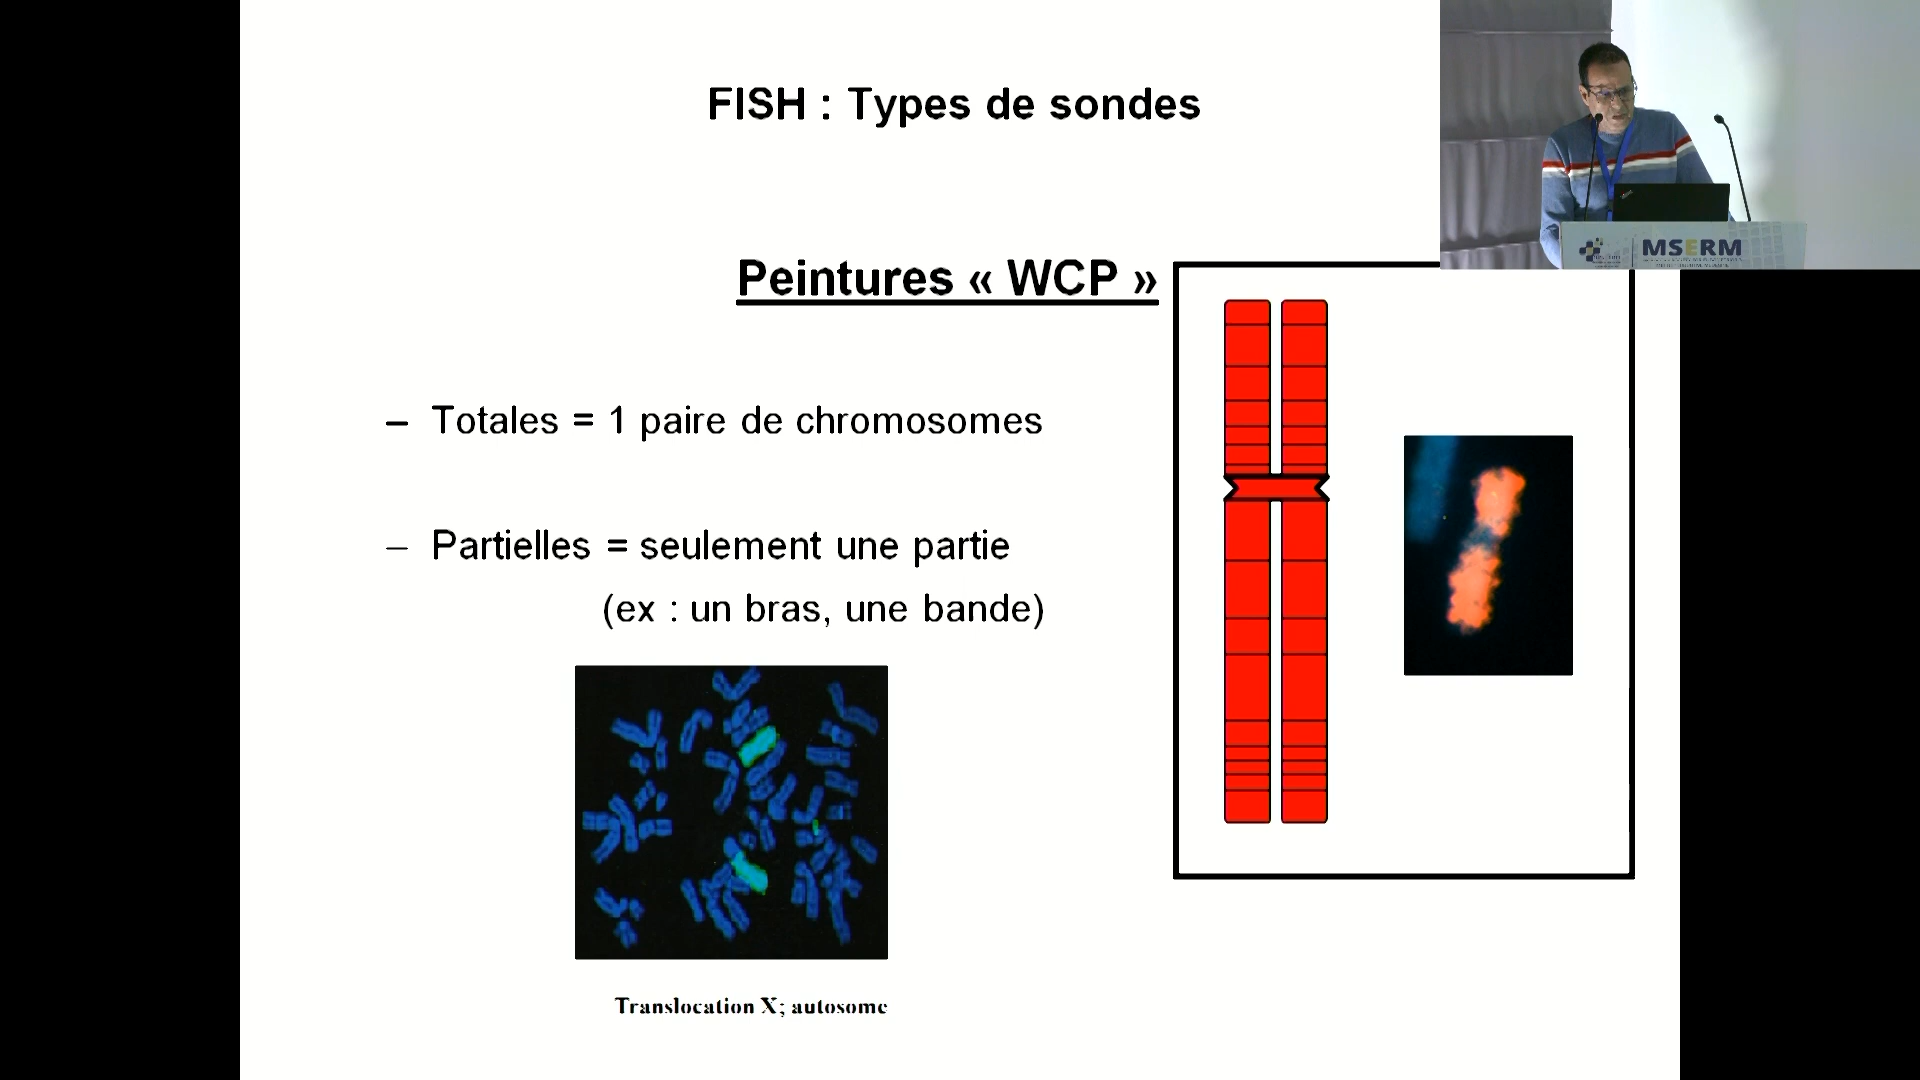 FISH : Types de sondes
Peintures « WCP »
– Totales = 1 paire de chromosomes
– Partielles = seulement une partie
(ex : un bras, une bande)
Translocation X; autosome
MSERM